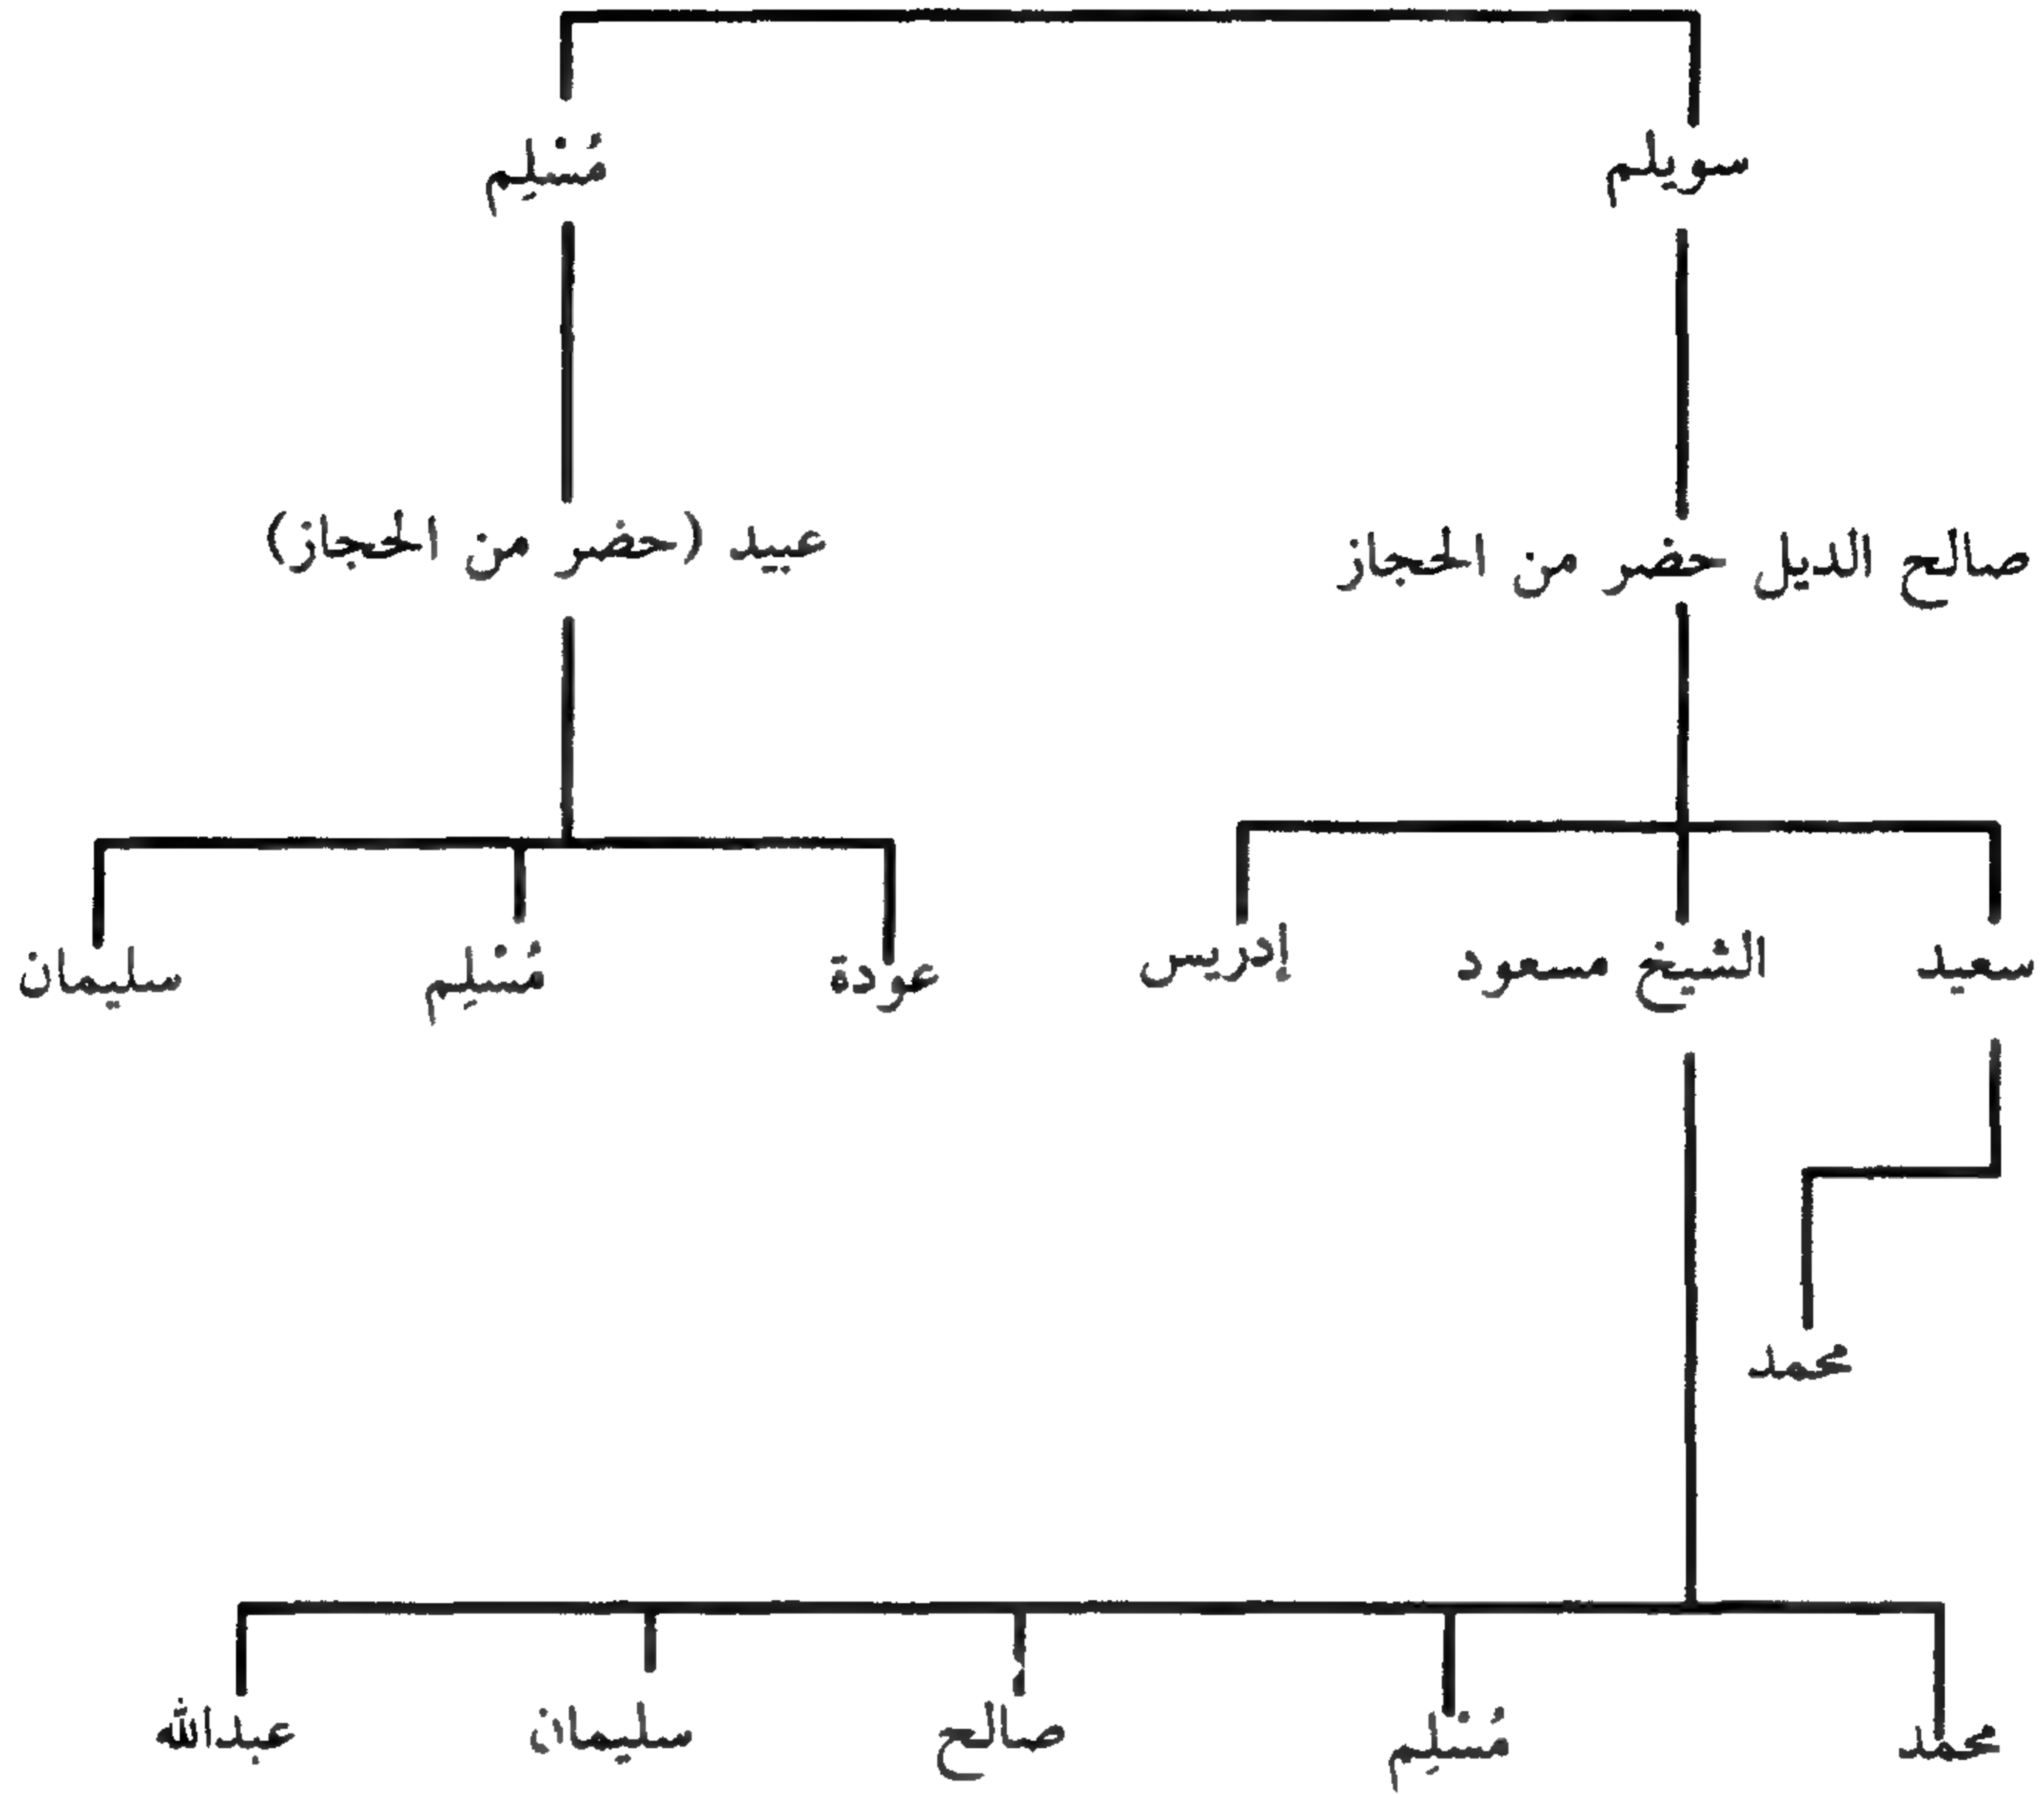 سويلم
مُسْلِم
صالح الديل حضر من الحجاز
عبيد (حضر من الحجاز)
سعيد
الشيخ مسعود
إدريس
عودة
مُسْلِم
سليمان
محمد
محمد
مُسْلِم
صالح
سليمان
عبدالله